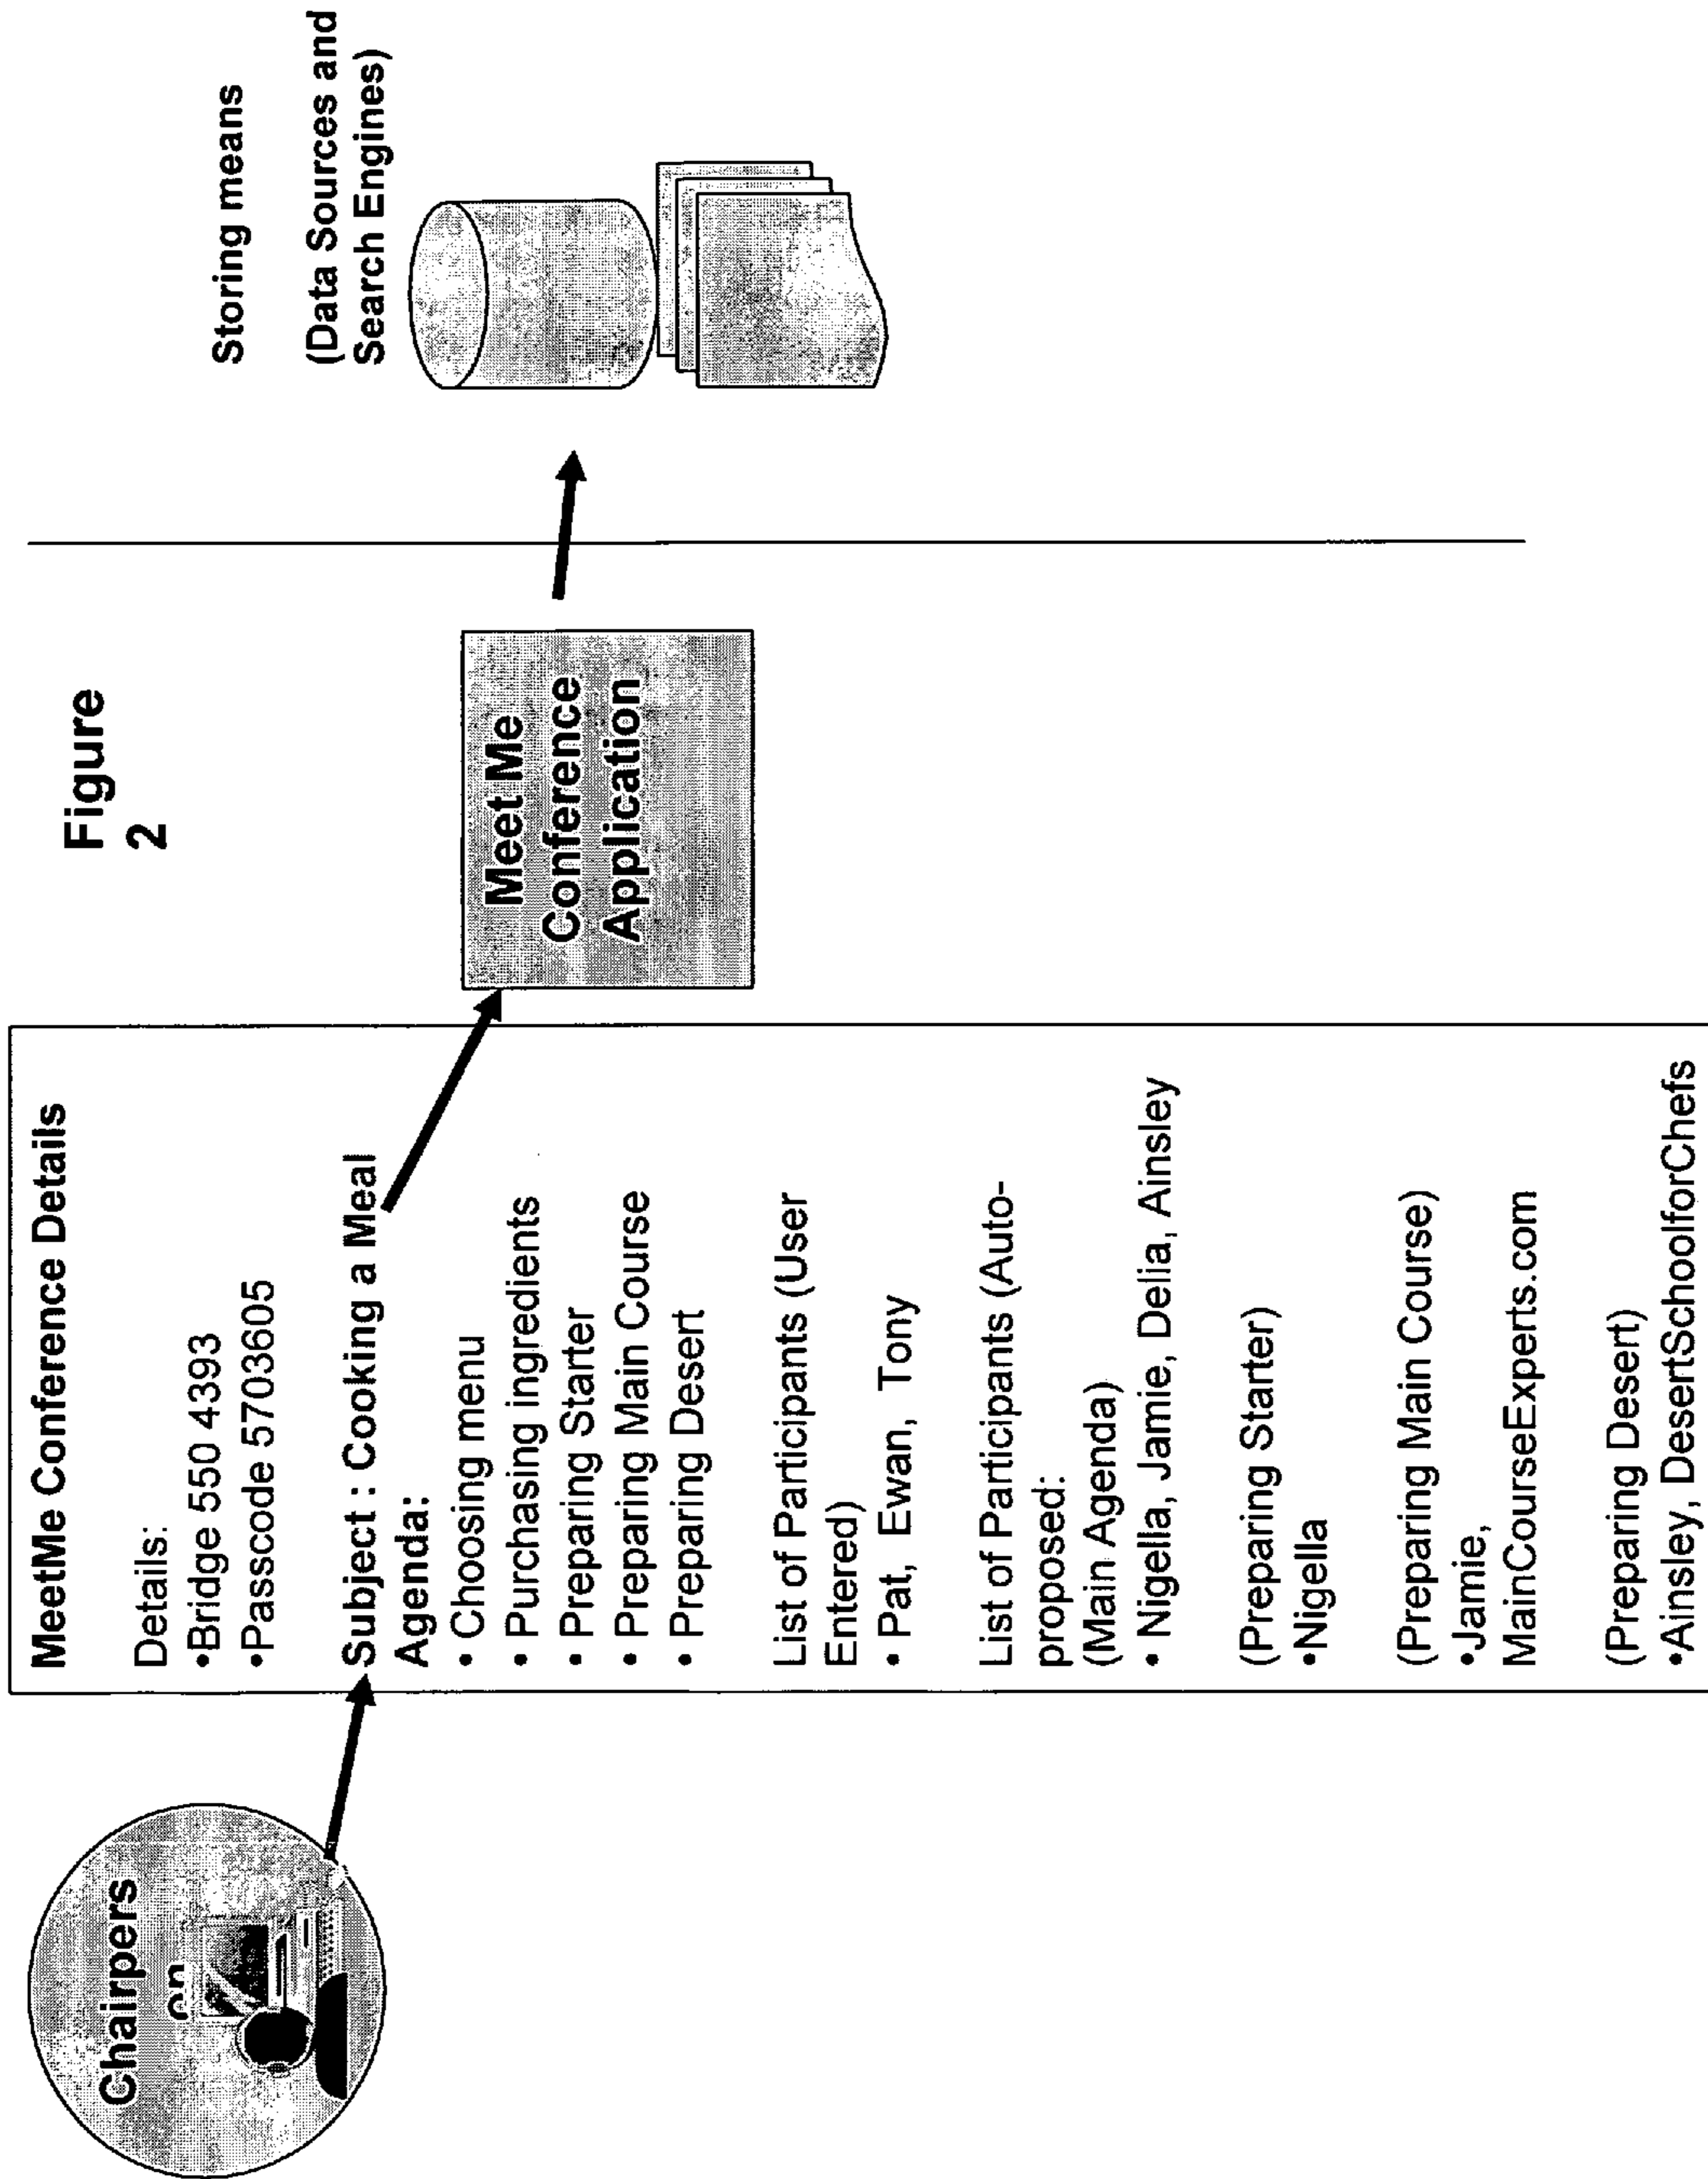 Figure
2
Chairpers
on
MeetMe Conference Details
Details:
•Bridge 550 4393
•Passcode 5703605
Subject : Cooking a Meal
Agenda:
• Choosing menu
• Purchasing ingredients
• Preparing Starter
• Preparing Main Course
• Preparing Desert
List of Participants (User
Entered)
• Pat, Ewan, Tony
List of Participants (Auto-
proposed:
(Main Agenda)
• Nigella, Jamie, Delia, Ainsley
(Preparing Starter)
•Nigella
(Preparing Main Course)
•Jamie,
MainCourseExperts.com
(Preparing Desert)
•Ainsley, DesertSchoolforChefs
Meet Me
Conference
Application
Storing means
(Data Sources and
Search Engines)